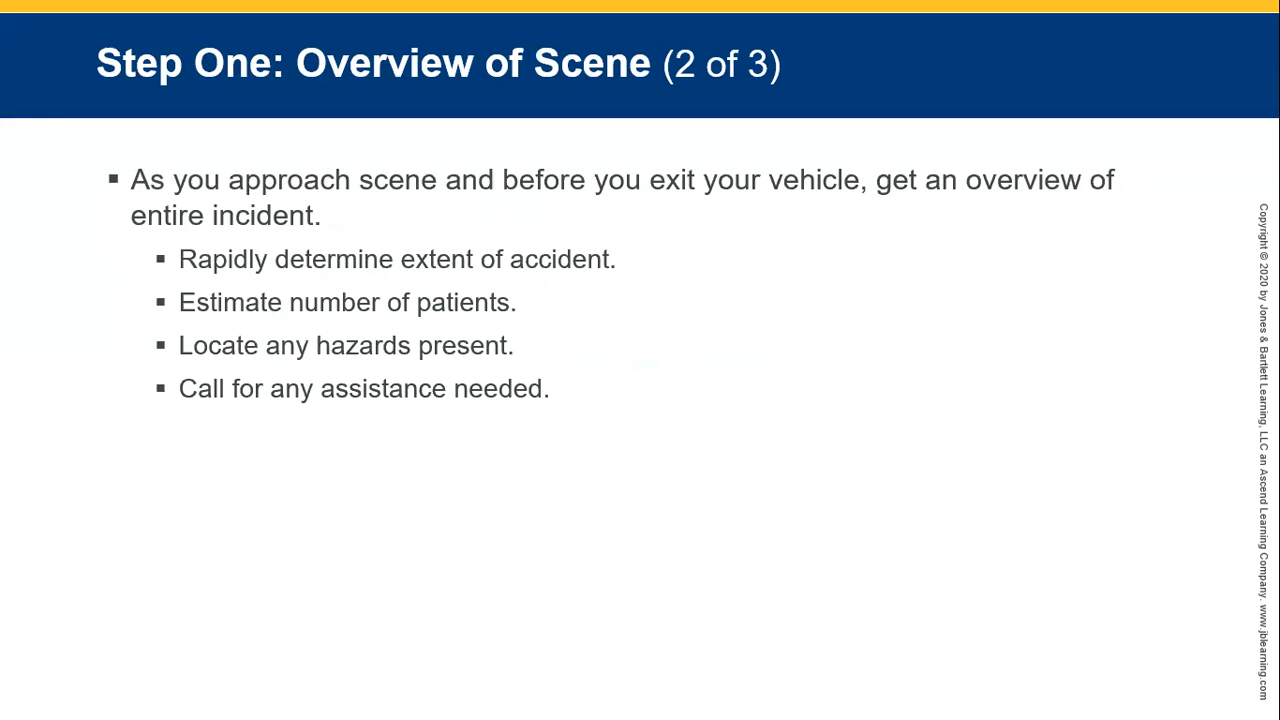 Step One: Overview of Scene (2 of 3)
▪ As you approach scene and before you exit your vehicle, get an overview of
entire incident.
▪ Rapidly determine extent of accident.
▪ Estimate number of patients.
▪ Locate any hazards present.
▪ Call for any assistance needed.
Copyright © 2020 by Jones & Bartlett Learning, LLC an Ascend Learning Company. www.jblearning.com